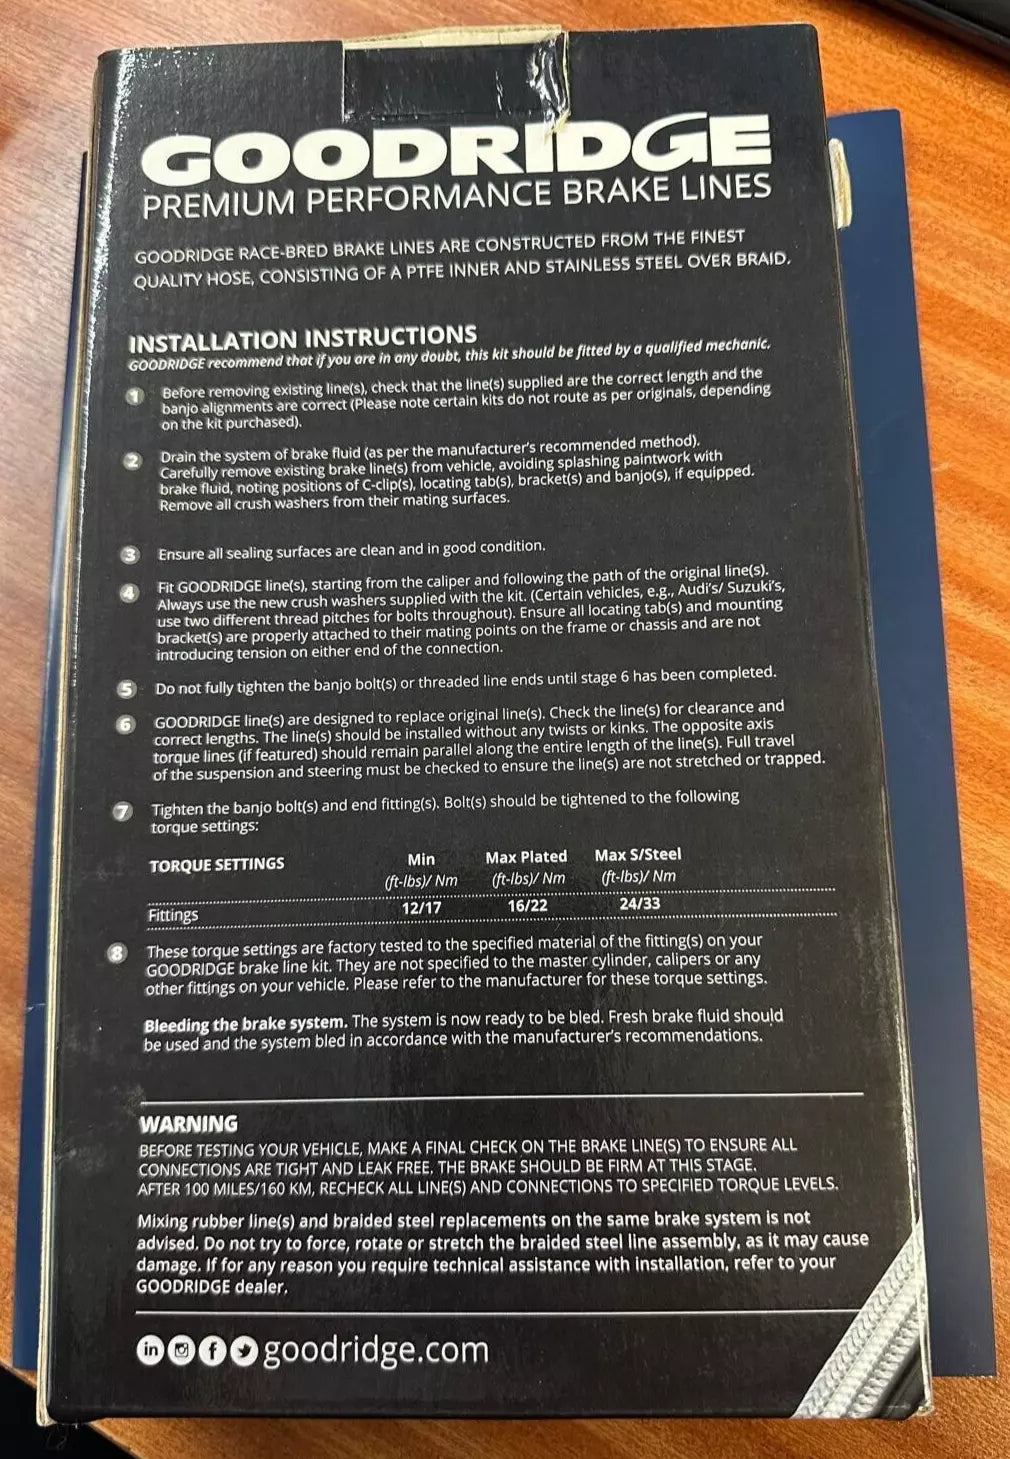 GOODRIDGE
PREMIUM PERFORMANCE BRAKE LINES
GOODRIDGE RACE-BRED BRAKE LINES ARE CONSTRUCTED FROM THE FINEST
QUALITY HOSE, CONSISTING OF A PTFE INNER AND STAINLESS STEEL OVER BRAID.
INSTALLATION INSTRUCTIONS
GOODRIDGE recommend that if you are in any doubt, this kit should be fitted by a qualified mechanic.
1 Before removing existing line(s), check that the line(s) supplied are the correct length and the
banjo alignments are correct (Please note certain kits do not route as per originals, depending
on the kit purchased).
2 Drain the system of brake fluid (as per the manufacturer's recommended method).
Carefully remove existing brake line(s) from vehicle, avoiding splashing paintwork with
brake fluid, noting positions of C-clip(s), locating tab(s), bracket(s) and banjo(s), if equipped.
Remove all crush washers from their mating surfaces.
3 Ensure all sealing surfaces are clean and in good condition.
4 Fit GOODRIDGE line(s), starting from the caliper and following the path of the original line(s).
Always use the new crush washers supplied with the kit. (Certain vehicles, e.g., Audi's/ Suzuki's,
use two different thread pitches for bolts throughout). Ensure all locating tab(s) and mounting
bracket(s) are properly attached to their mating points on the frame or chassis and are not
introducing tension on either end of the connection.
5 Do not fully tighten the banjo bolt(s) or threaded line ends until stage 6 has been completed.
6 GOODRIDGE line(s) are designed to replace original line(s). Check the line(s) for clearance and
correct lengths. The line(s) should be installed without any twists or kinks. The opposite axis
torque lines (if featured) should remain parallel along the entire length of the line(s). Full travel
of the suspension and steering must be checked to ensure the line(s) are not stretched or trapped.
7 Tighten the banjo bolt(s) and end fitting(s). Bolt(s) should be tightened to the following
torque settings:
TORQUE SETTINGS Min Max Plated Max S/Steel
(ft-lbs)/ Nm (ft-lbs)/ Nm (ft-lbs)/ Nm
Fittings 12/17 16/22 24/33
8 These torque settings are factory tested to the specified material of the fitting(s) on your
GOODRIDGE brake line kit. They are not specified to the master cylinder, calipers or any
other fittings on your vehicle. Please refer to the manufacturer for these torque settings.
Bleeding the brake system. The system is now ready to be bled. Fresh brake fluid should
be used and the system bled in accordance with the manufacturer's recommendations.
WARNING
BEFORE TESTING YOUR VEHICLE, MAKE A FINAL CHECK ON THE BRAKE LINE(S) TO ENSURE ALL
CONNECTIONS ARE TIGHT AND LEAK FREE. THE BRAKE SHOULD BE FIRM AT THIS STAGE.
AFTER 100 MILES/160 KM, RECHECK ALL LINE(S) AND CONNECTIONS TO SPECIFIED TORQUE LEVELS.
Mixing rubber line(s) and braided steel replacements on the same brake system is not
advised. Do not try to force, rotate or stretch the braided steel line assembly, as it may cause
damage. If for any reason you require technical assistance with installation, refer to your
GOODRIDGE dealer.
in f goodridge.com